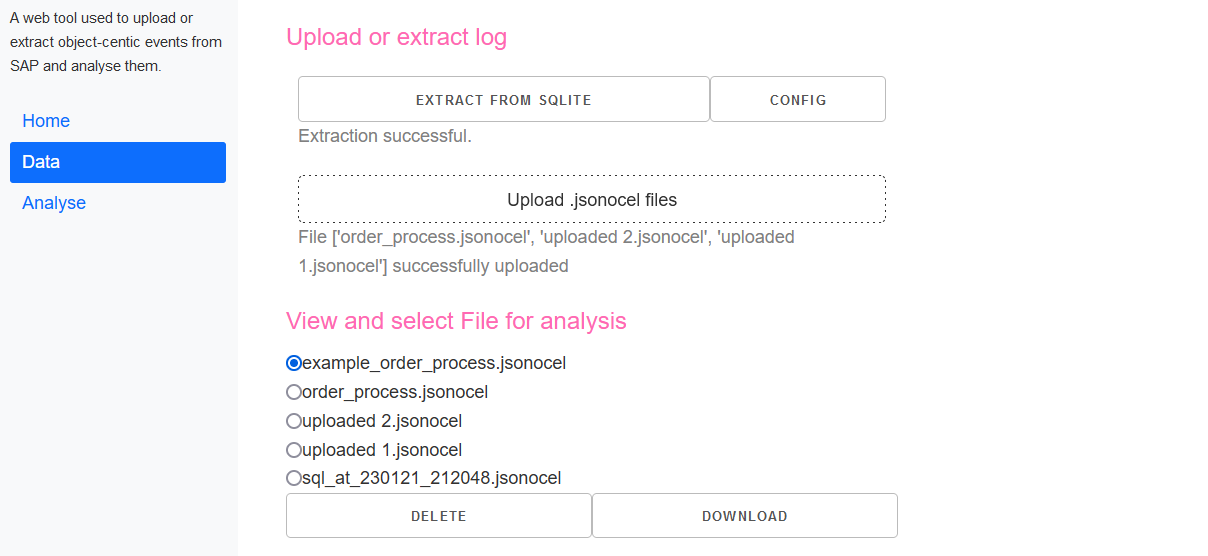 A web tool used to upload or
extract object-centic events from
SAP and analyse them.
Home
Data
Analyse
Upload or extract log
EXTRACT FROM SQLITE
CONFIG
Extraction successful.
Upload .jsonocel files
File ['order_process.jsonocel', 'uploaded 2.jsonocel', 'uploaded
1.jsonocel'] successfully uploaded
View and select File for analysis
example_order_process.jsonocel
order_process.jsonocel
uploaded 2.jsonocel
uploaded 1.jsonocel
sql_at_230121_212048.jsonocel
DELETE
DOWNLOAD